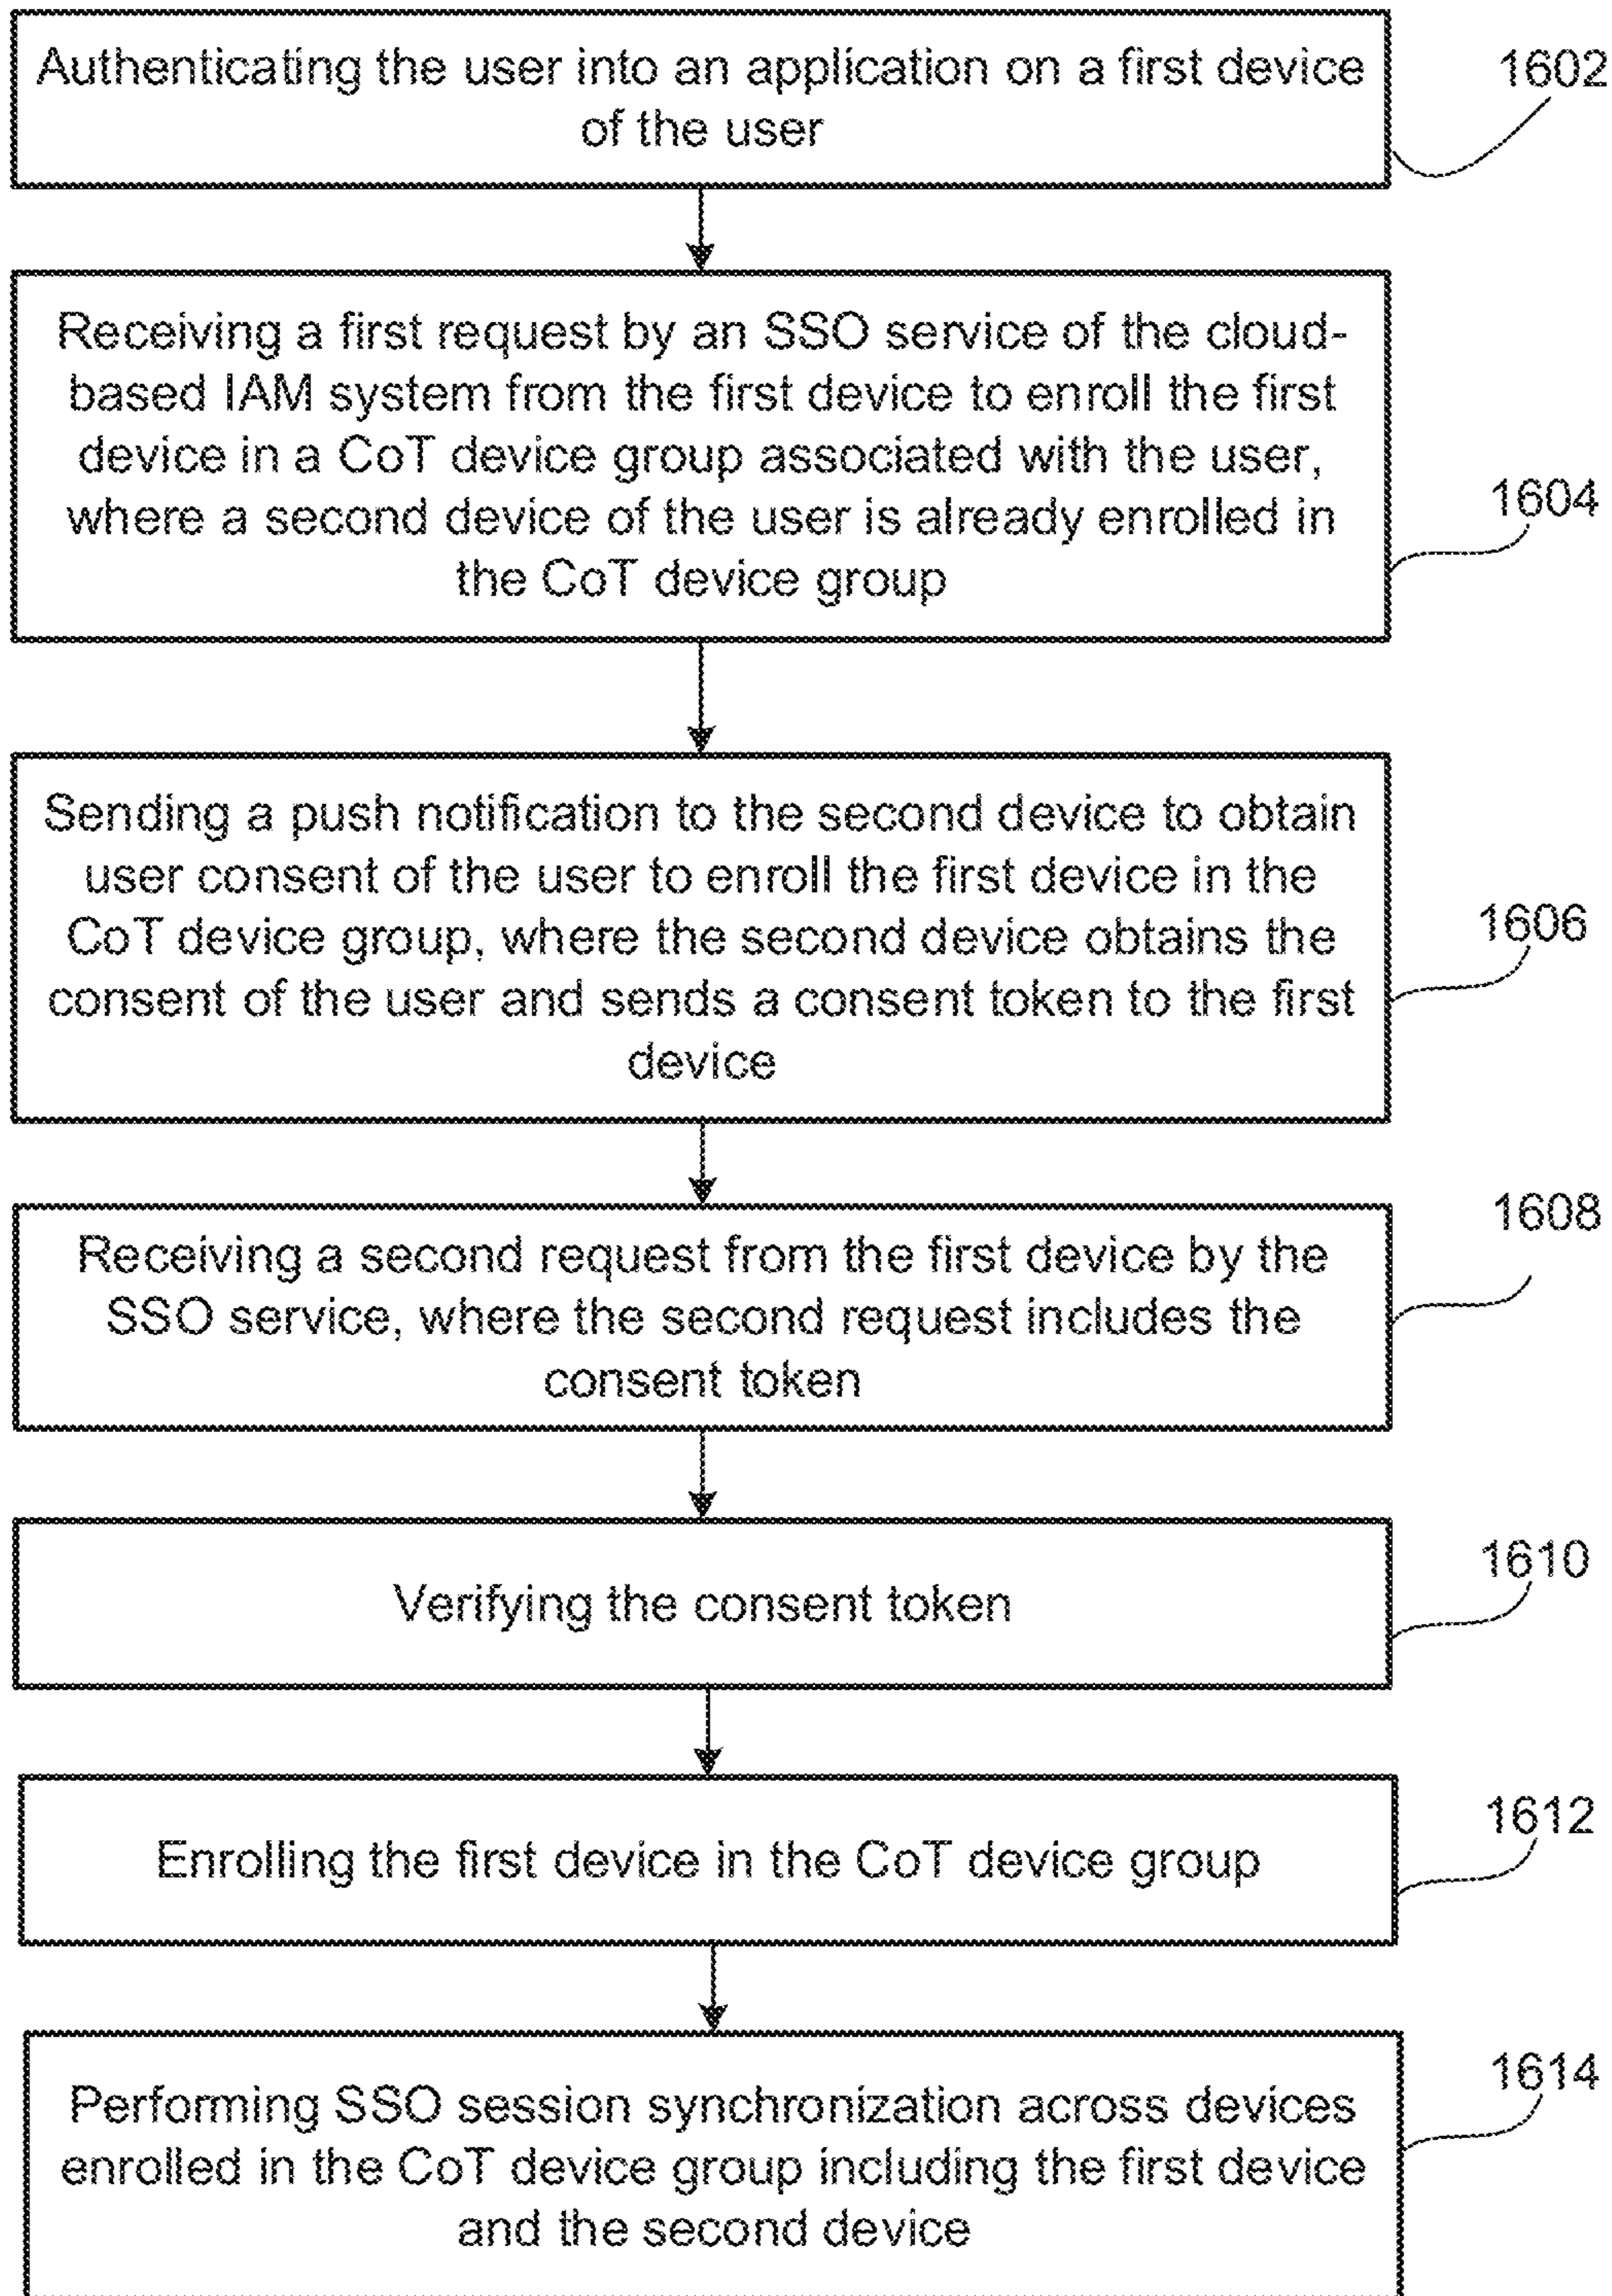 Authenticating the user into an application on a first device
of the user
1602
Receiving a first request by an SSO service of the cloud-
based IAM system from the first device to enroll the first
device in a CoT device group associated with the user,
where a second device of the user is already enrolled in
the CoT device group
1604
Sending a push notification to the second device to obtain
user consent of the user to enroll the first device in the
CoT device group, where the second device obtains the
consent of the user and sends a consent token to the first
device
1606
Receiving a second request from the first device by the
SSO service, where the second request includes the
consent token
1608
Verifying the consent token
1610
Enrolling the first device in the CoT device group
1612
Performing SSO session synchronization across devices
enrolled in the CoT device group including the first device
and the second device
1614